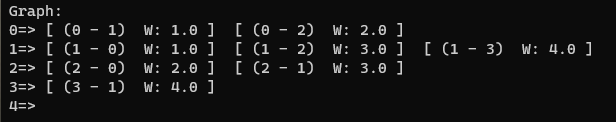 Graph:
0=> [ (0 - 1)  W: 1.0 ]  [ (0 - 2)  W: 2.0 ]
1=> [ (1 - 0)  W: 1.0 ]  [ (1 - 2)  W: 3.0 ]  [ (1 - 3)  W: 4.0 ]
2=> [ (2 - 0)  W: 2.0 ]  [ (2 - 1)  W: 3.0 ]
3=> [ (3 - 1)  W: 4.0 ]
4=>